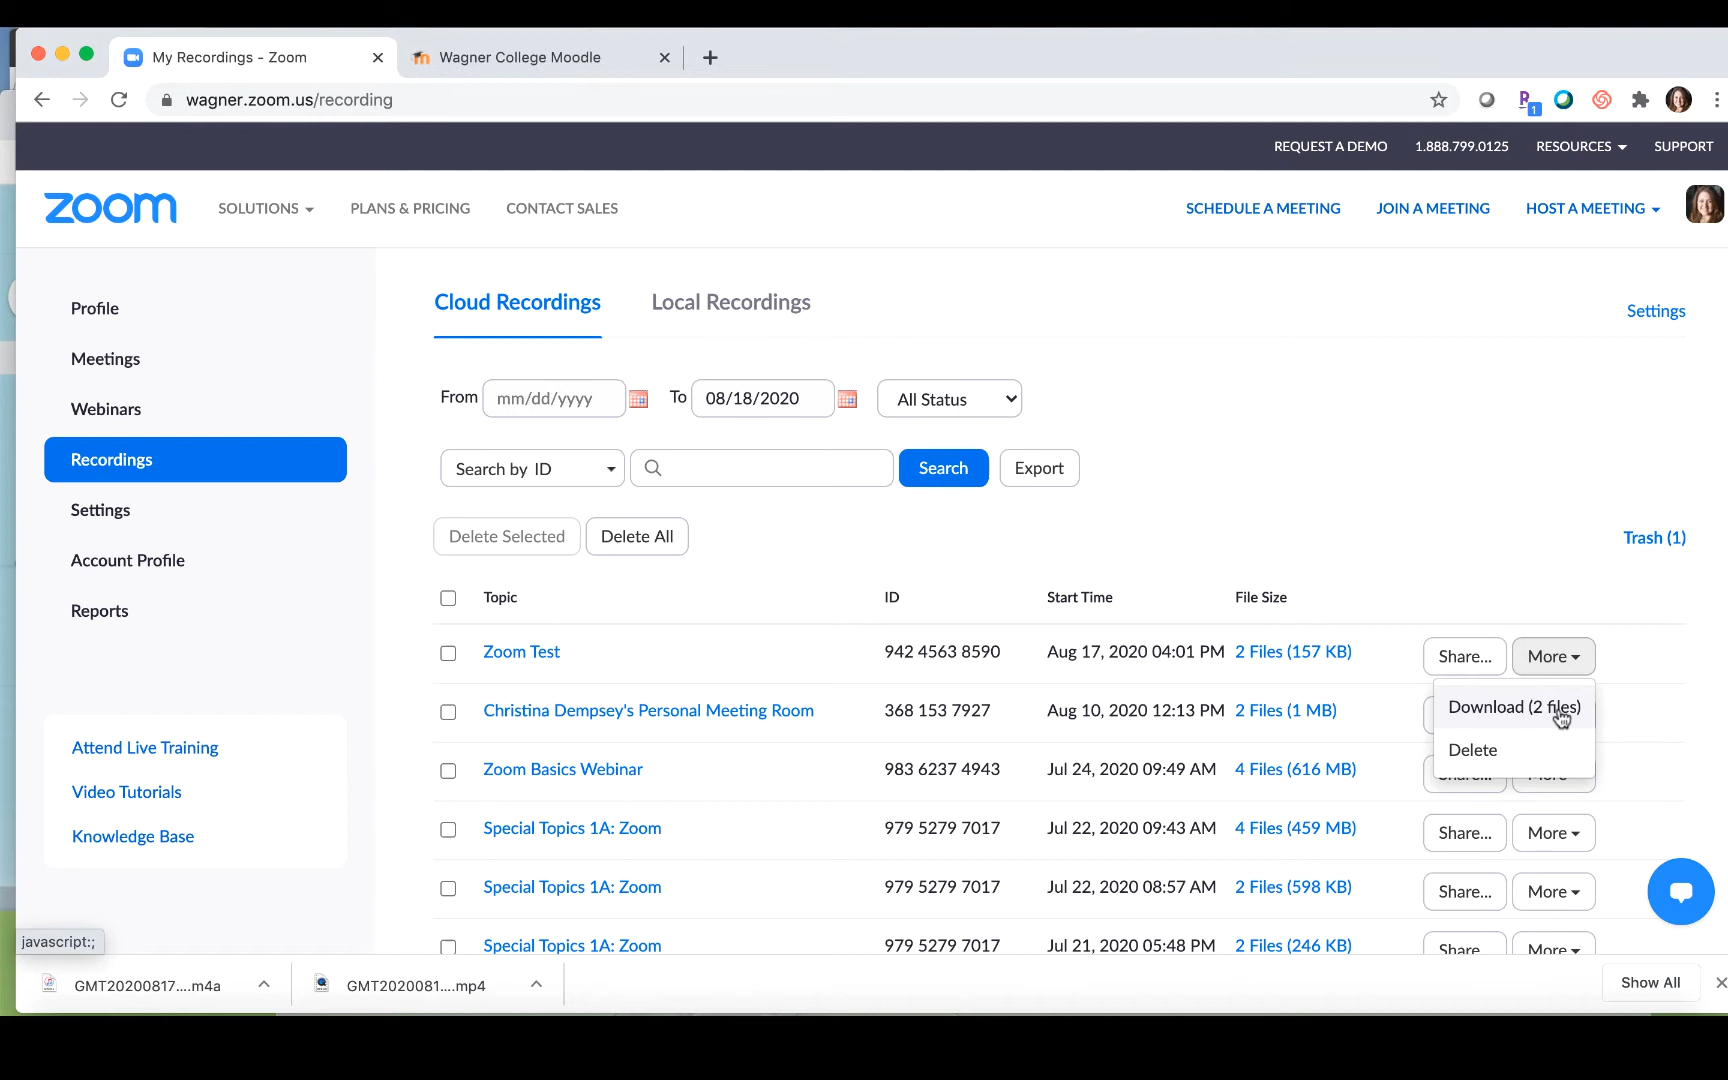 My Recordings - Zoom
Wagner College Moodle
wagner.zoom.us/recording
1
REQUEST A DEMO 1.888.799.0125 RESOURCES SUPPORT
zoom SOLUTIONS PLANS & PRICING CONTACT SALES SCHEDULE A MEETING JOIN A MEETING HOST A MEETING
Profile
Meetings
Webinars
Recordings
Settings
Account Profile
Reports
Attend Live Training
Video Tutorials
Knowledge Base
Cloud Recordings Local Recordings
Settings
From mm/dd/yyyy To 08/18/2020 All Status
Search by ID Search Export
Delete Selected Delete All Trash (1)
Topic ID Start Time File Size
Zoom Test 942 4563 8590 Aug 17, 2020 04:01 PM 2 Files (157 KB) Share... More
Download (2 files)
Christina Dempsey's Personal Meeting Room 368 153 7927 Aug 10, 2020 12:13 PM 2 Files (1 MB)
Delete
Zoom Basics Webinar 983 6237 4943 Jul 24, 2020 09:49 AM 4 Files (616 MB) Share... More
Special Topics 1A: Zoom 979 5279 7017 Jul 22, 2020 09:43 AM 4 Files (459 MB) Share... More
Special Topics 1A: Zoom 979 5279 7017 Jul 22, 2020 08:57 AM 2 Files (598 KB) Share... More
Special Topics 1A: Zoom 979 5279 7017 Jul 21, 2020 05:48 PM 2 Files (246 KB) Share... More
javascript:;
GMT20200817....m4a GMT2020081....mp4 Show All